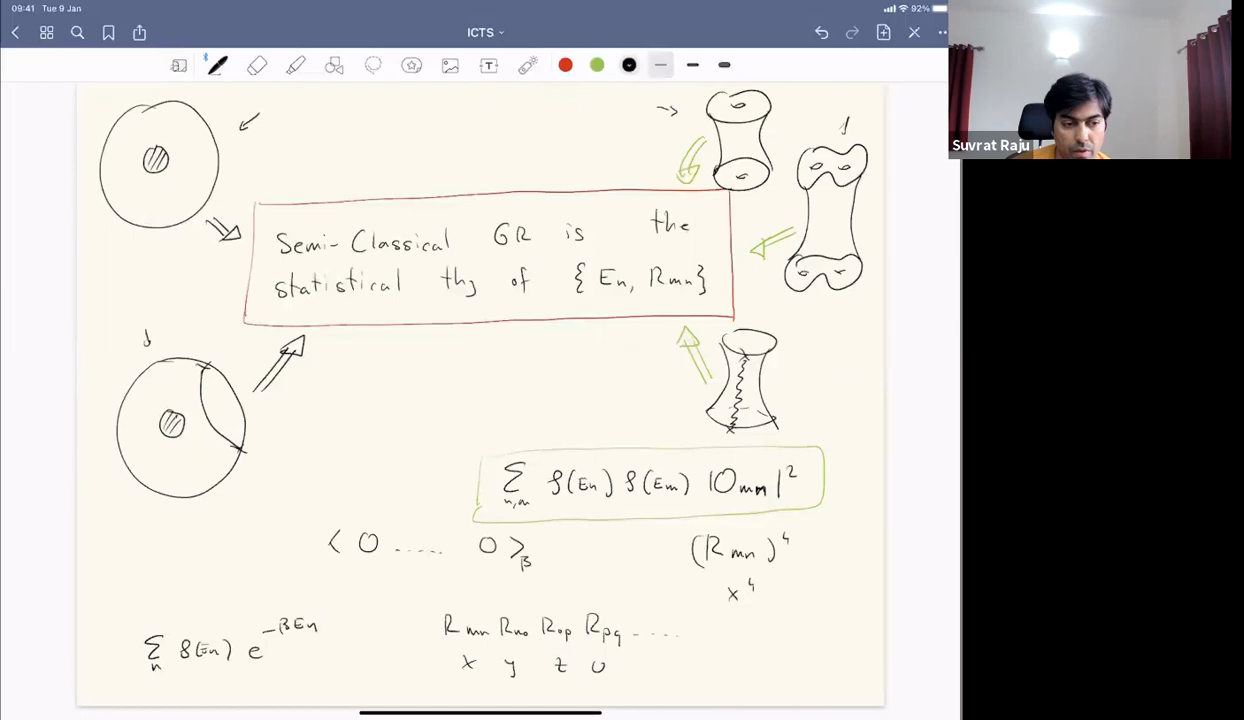 09:41 Tue 9 Jan
92%
ICTS
Suvrat Raju
Semi-Classical GR is the
statistical thy of {En, Rmn}
∑n,m ρ(En) ρ(Em) |Omn|²
< O ..... O >β
(Rmn)⁴
x⁴
∑n ρ(En) e^-βEn
Rmn Rno Rop Rpq ....
x y z υ